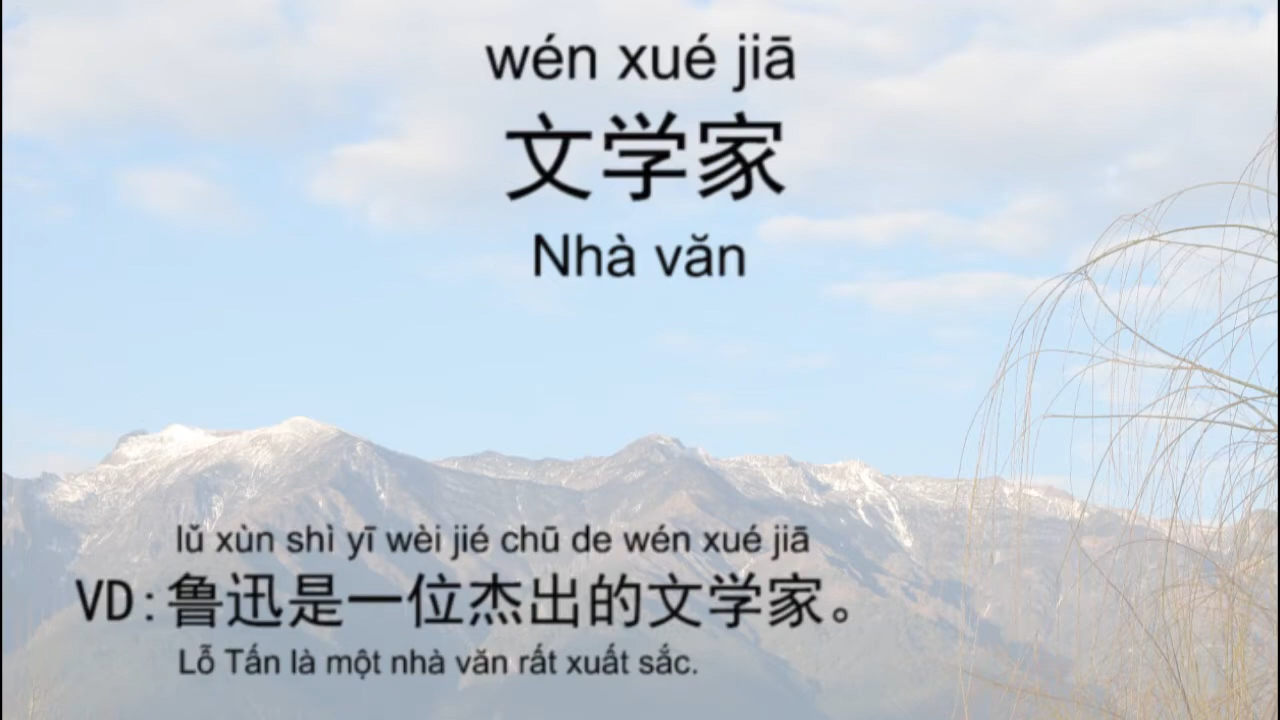 wén xué jiā
文学家
Nhà văn
lǔ xùn shì yī wèi jié chū de wén xué jiā
VD:鲁迅是一位杰出的文学家。
Lỗ Tấn là một nhà văn rất xuất sắc.